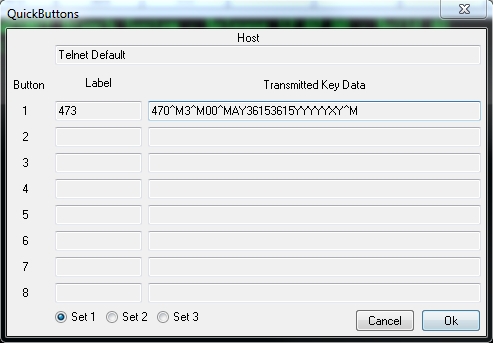 QuickButtons
Host
Telnet Default
Button Label Transmitted Key Data
1 473 470^M3^M00^MAY36153615YYYYYXY^M
2
3
4
5
6
7
8
Set 1 Set 2 Set 3 Cancel Ok